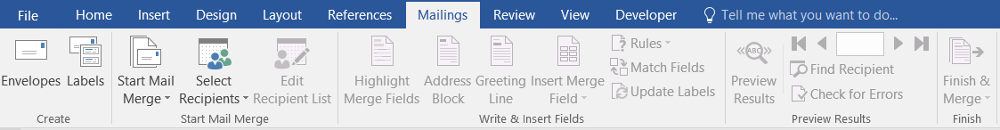 File Home Insert Design Layout References Mailings Review View Developer Tell me what you want to do...
Envelopes Labels
Create
Start Mail Merge Select Recipients Edit Recipient List
Start Mail Merge
Highlight Merge Fields Address Block Greeting Line Insert Merge Field
Rules
Match Fields
Update Labels
Write & Insert Fields
ABC
Preview Results
Find Recipient
Check for Errors
Preview Results
Finish & Merge
Finish